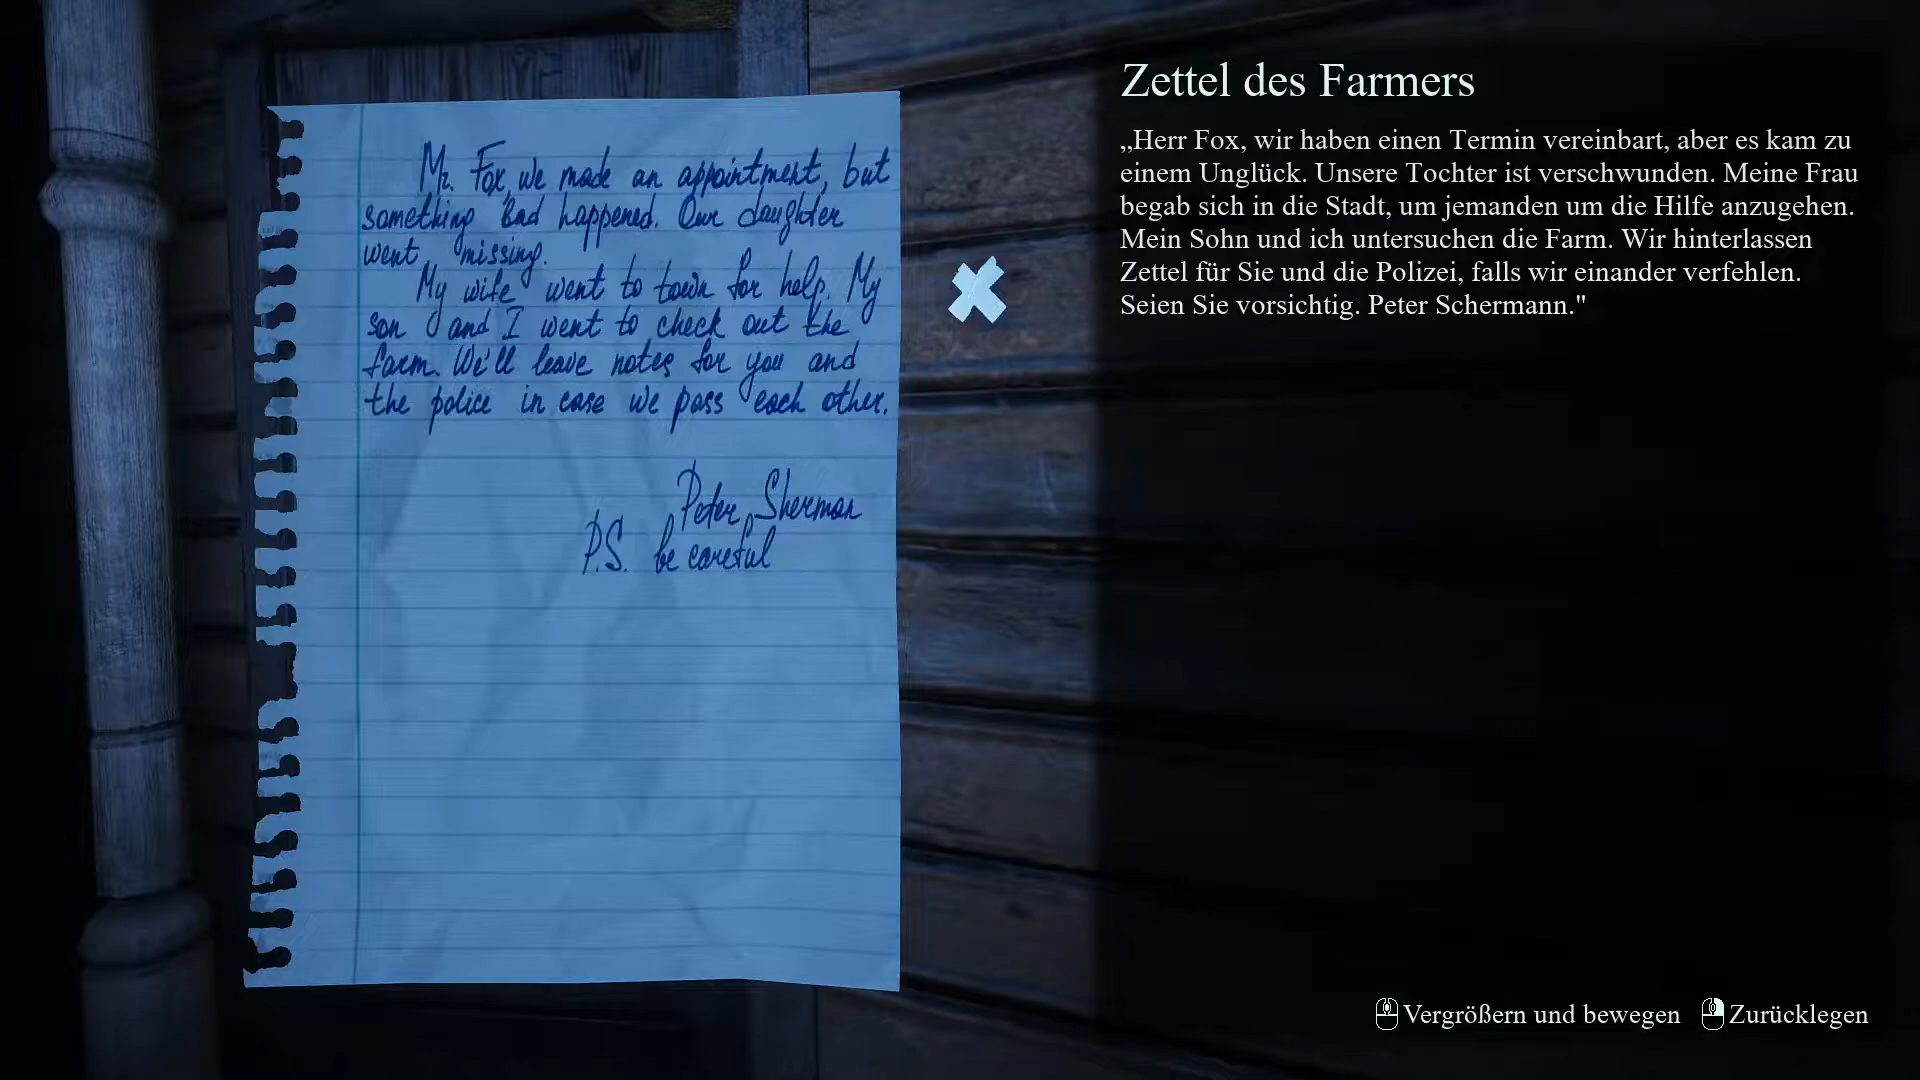 Mr. Fox, we made an appointment, but
something bad happened. Our daughter
went missing.
My wife went to town for help. My
son and I went to check out the
farm. We'll leave notes for you and
the police in case we pass each other.
Peter Sherman
P.S. be careful
Zettel des Farmers
„Herr Fox, wir haben einen Termin vereinbart, aber es kam zu
einem Unglück. Unsere Tochter ist verschwunden. Meine Frau
begab sich in die Stadt, um jemanden um die Hilfe anzugehen.
Mein Sohn und ich untersuchen die Farm. Wir hinterlassen
Zettel für Sie und die Polizei, falls wir einander verfehlen.
Seien Sie vorsichtig. Peter Schermann."
Vergrößern und bewegen Zurücklegen